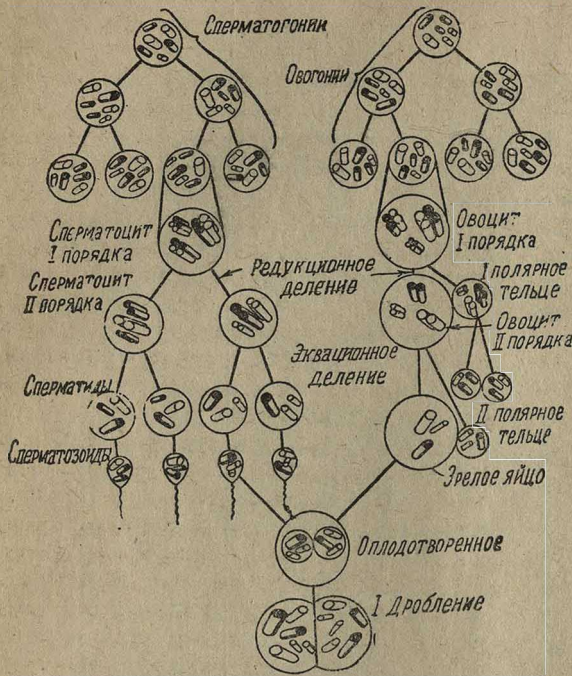 Сперматогонии
Овогонии
Сперматоцит
I порядка
Овоцит
I порядка
Редукционное
деление
Сперматоцит
II порядка
I полярное
тельце
Овоцит
II порядка
Эквационное
деление
Сперматиды
II полярное
тельце
Сперматозоиды
Зрелое яйцо
Оплодотворенное
I Дробление